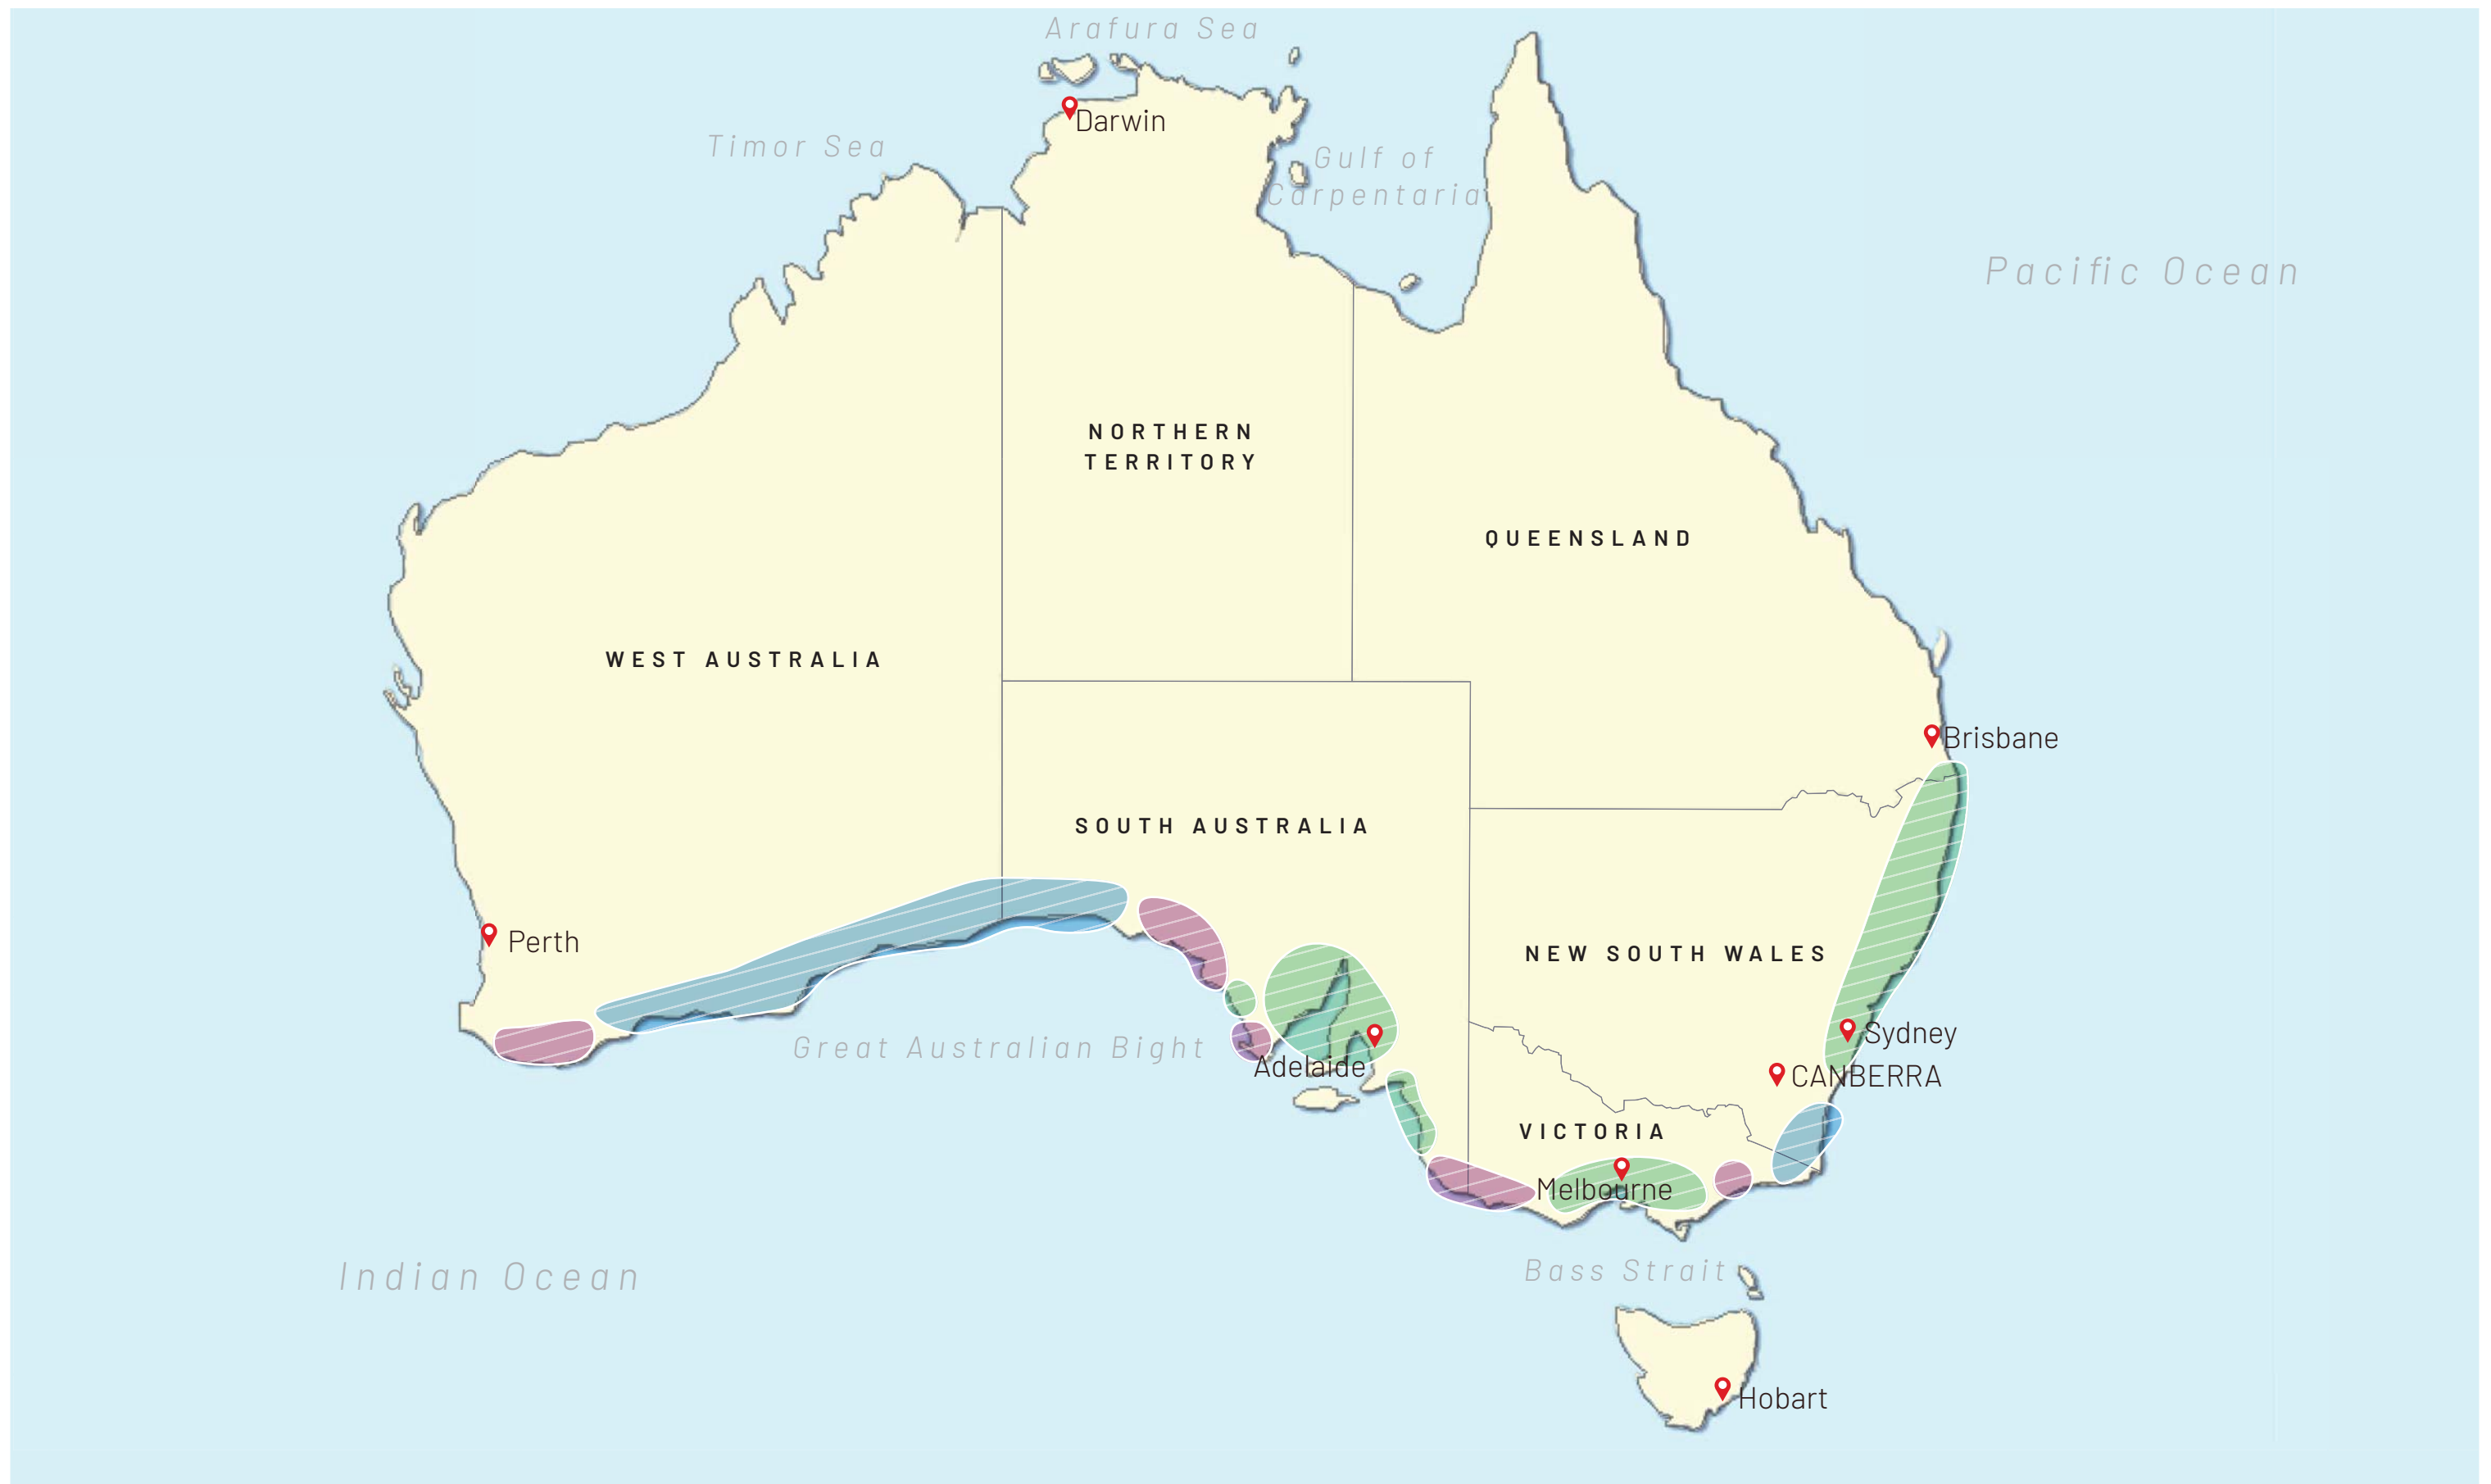 Arafura Sea
Darwin
Timor Sea
Gulf of
Carpentaria
Pacific Ocean
NORTHERN
TERRITORY
QUEENSLAND
WEST AUSTRALIA
Brisbane
SOUTH AUSTRALIA
Perth
NEW SOUTH WALES
Sydney
Great Australian Bight
Adelaide
CANBERRA
VICTORIA
Melbourne
Indian Ocean
Bass Strait
Hobart